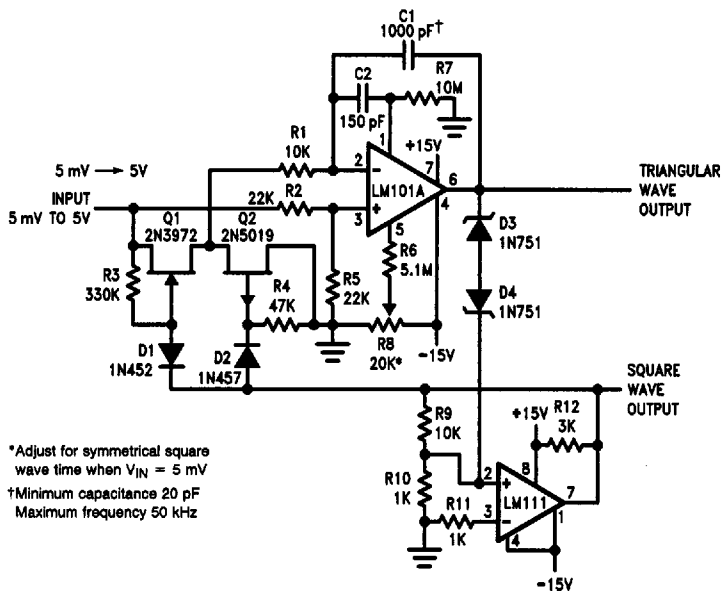 C1
1000 pF†
C2
150 pF
R7
10M
R1
10K
+15V
1
7
2
−
6
LM101A
4
3
+
5
5 mV → 5V
INPUT
5 mV TO 5V
R2
22K
TRIANGULAR
WAVE
OUTPUT
Q1
2N3972
Q2
2N5019
R6
5.1M
D3
1N751
R3
330K
R4
47K
R5
22K
R8
20K*
D4
1N751
−15V
D1
1N452
D2
1N457
SQUARE
WAVE
OUTPUT
R9
10K
+15V
R12
3K
R10
1K
R11
1K
2
+
8
LM111
7
3
−
1
4
−15V
*Adjust for symmetrical square
wave time when VIN = 5 mV
†Minimum capacitance 20 pF
Maximum frequency 50 kHz